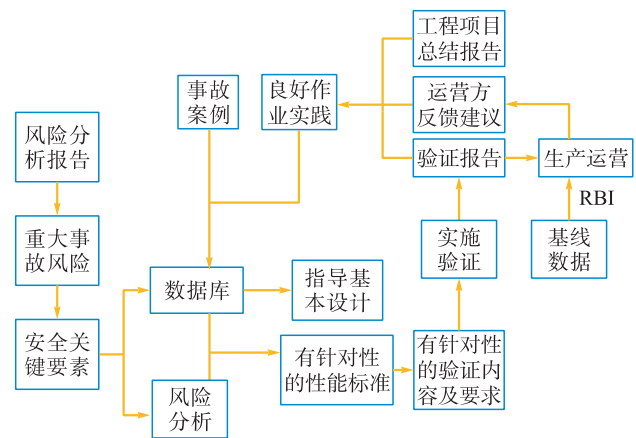 工程项目
总结报告
事故
案例
良好作
业实践
运营方
反馈建议
风险分
析报告
验证报告
生产运营
RBI
重大事
故风险
实施
验证
基线
数据
数据库
指导基
本设计
安全关
键要素
有针对性
的性能标准
有针对性
的验证内
容及要求
风险
分析